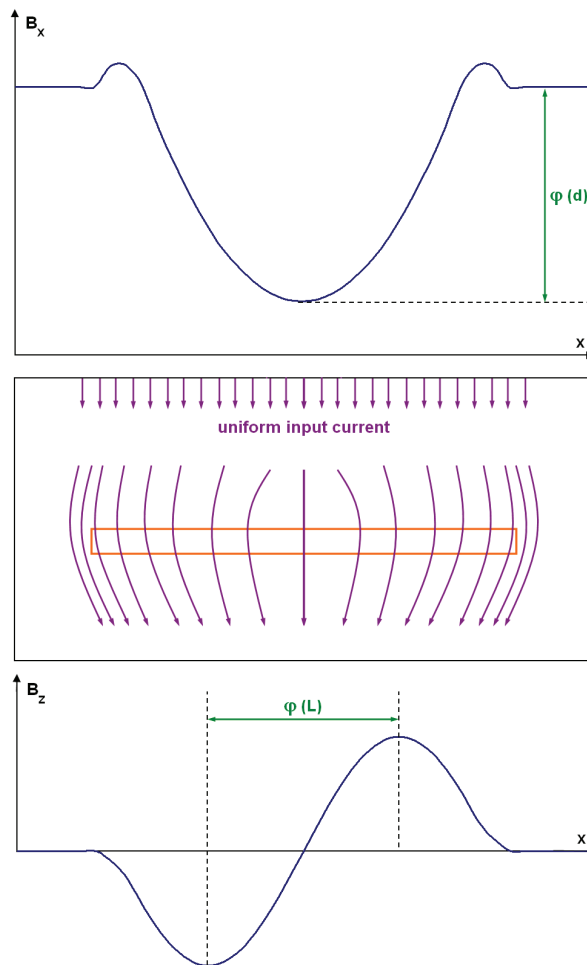 Bx
φ (d)
x
uniform input current
Bz
φ (L)
x